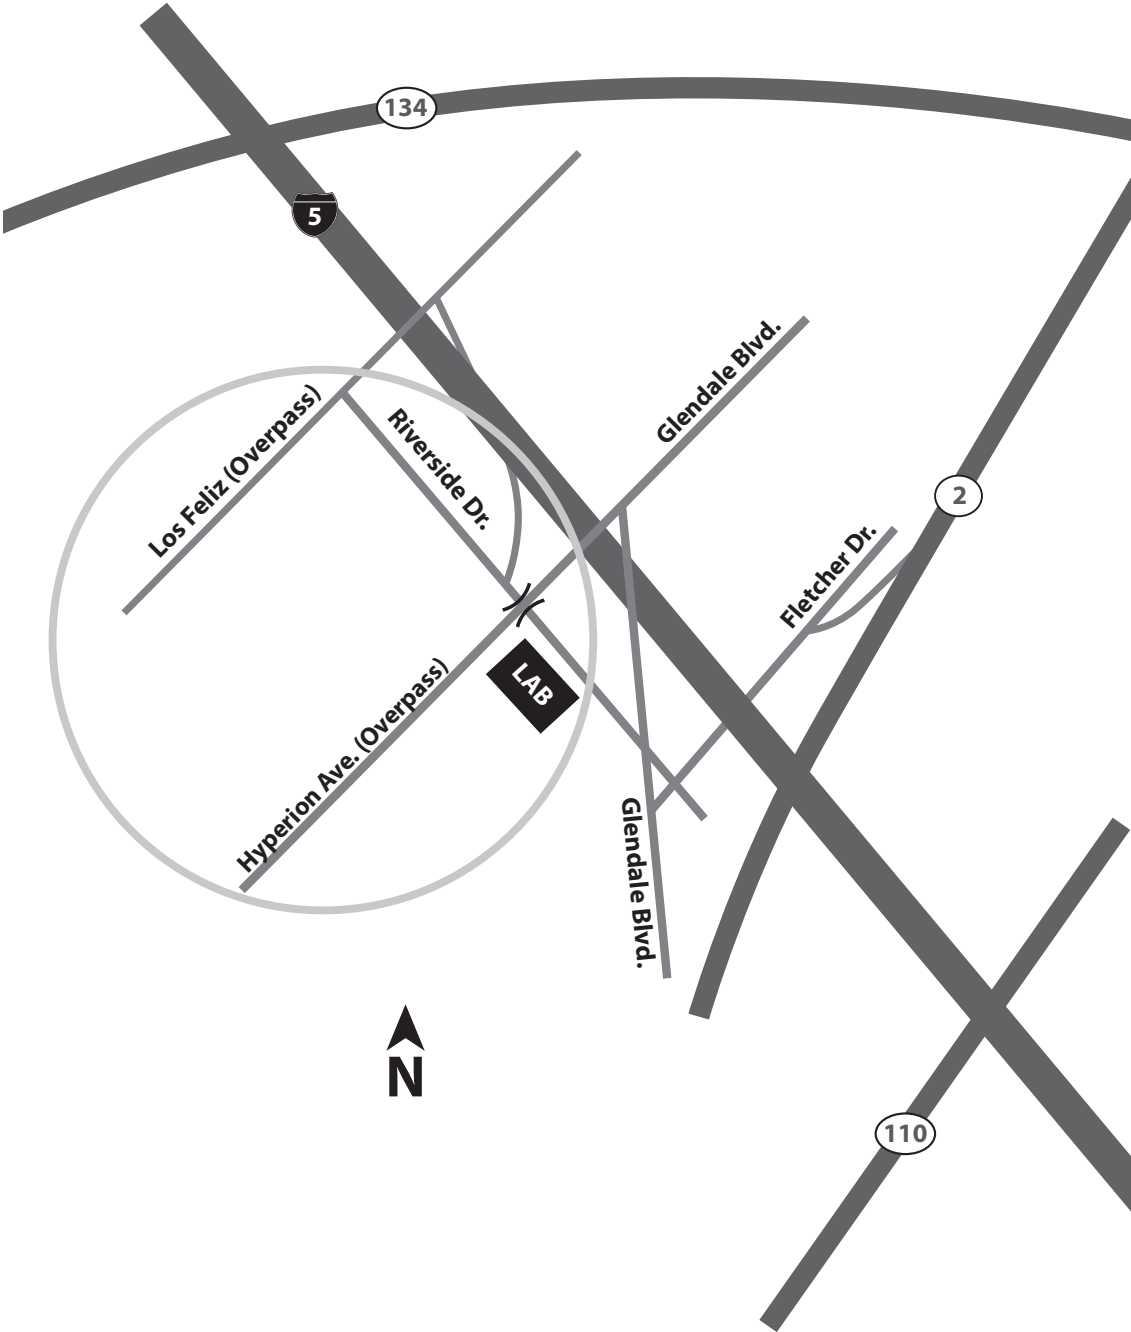 134
5
Glendale Blvd.
Los Feliz (Overpass)
Riverside Dr.
2
Fletcher Dr.
LAB
Hyperion Ave. (Overpass)
Glendale Blvd.
N
110